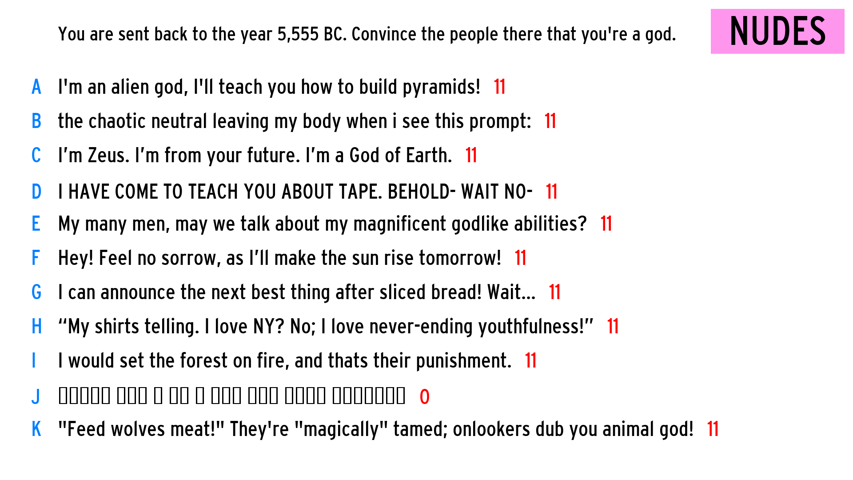 You are sent back to the year 5,555 BC. Convince the people there that you're a god.
NUDES
A I'm an alien god, I'll teach you how to build pyramids! 11
B the chaotic neutral leaving my body when i see this prompt: 11
C I’m Zeus. I’m from your future. I’m a God of Earth. 11
D I HAVE COME TO TEACH YOU ABOUT TAPE. BEHOLD- WAIT NO- 11
E My many men, may we talk about my magnificent godlike abilities? 11
F Hey! Feel no sorrow, as I’ll make the sun rise tomorrow! 11
G I can announce the next best thing after sliced bread! Wait... 11
H “My shirts telling. I love NY? No; I love never-ending youthfulness!” 11
I I would set the forest on fire, and thats their punishment. 11
J 0
K "Feed wolves meat!" They're "magically" tamed; onlookers dub you animal god! 11